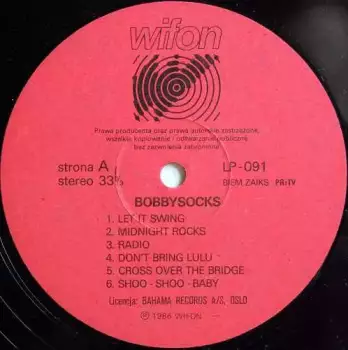 wifon
Prawa producenta oraz prawa autorskie zastrzeżone,
wszelkie kopiowanie i odtwarzanie publiczne
bez zezwolenia zabronione
strona A
LP-091
stereo 33⅓
BIEM. ZAIKS PR-TV
BOBBYSOCKS
1. LET IT SWING
2. MIDNIGHT ROCKS
3. RADIO
4. DON'T BRING LULU
5. CROSS OVER THE BRIDGE
6. SHOO - SHOO - BABY
Licencja: BAHAMA RECORDS A/S, OSLO
Ⓟ 1986 WIFON